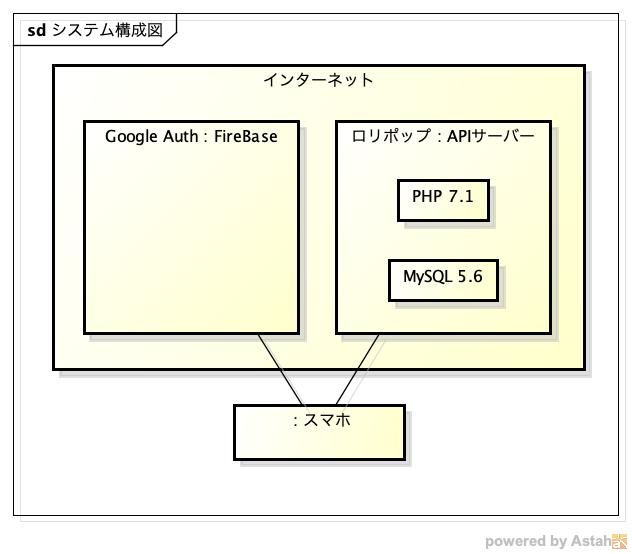 sd システム構成図
インターネット
Google Auth : FireBase
ロリポップ : APIサーバー
PHP 7.1
MySQL 5.6
: スマホ
powered by Astah